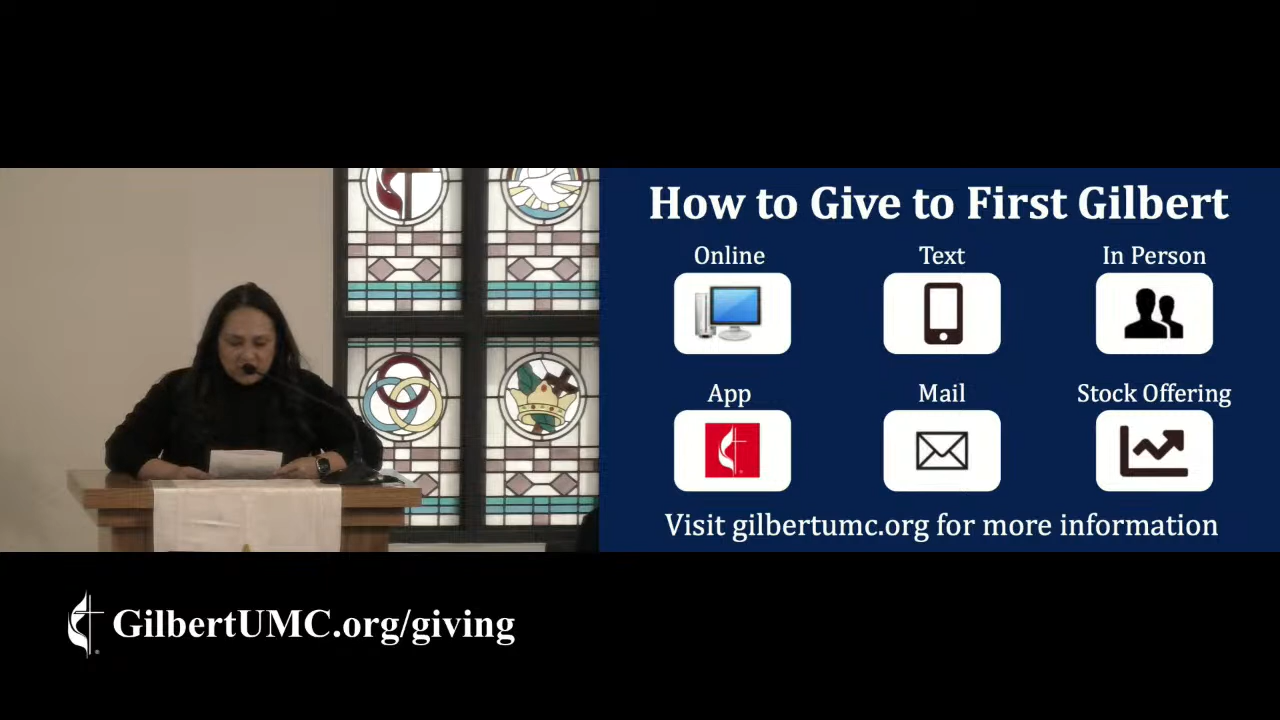 How to Give to First Gilbert
Online
Text
In Person
App
Mail
Stock Offering
Visit gilbertumc.org for more information
GilbertUMC.org/giving